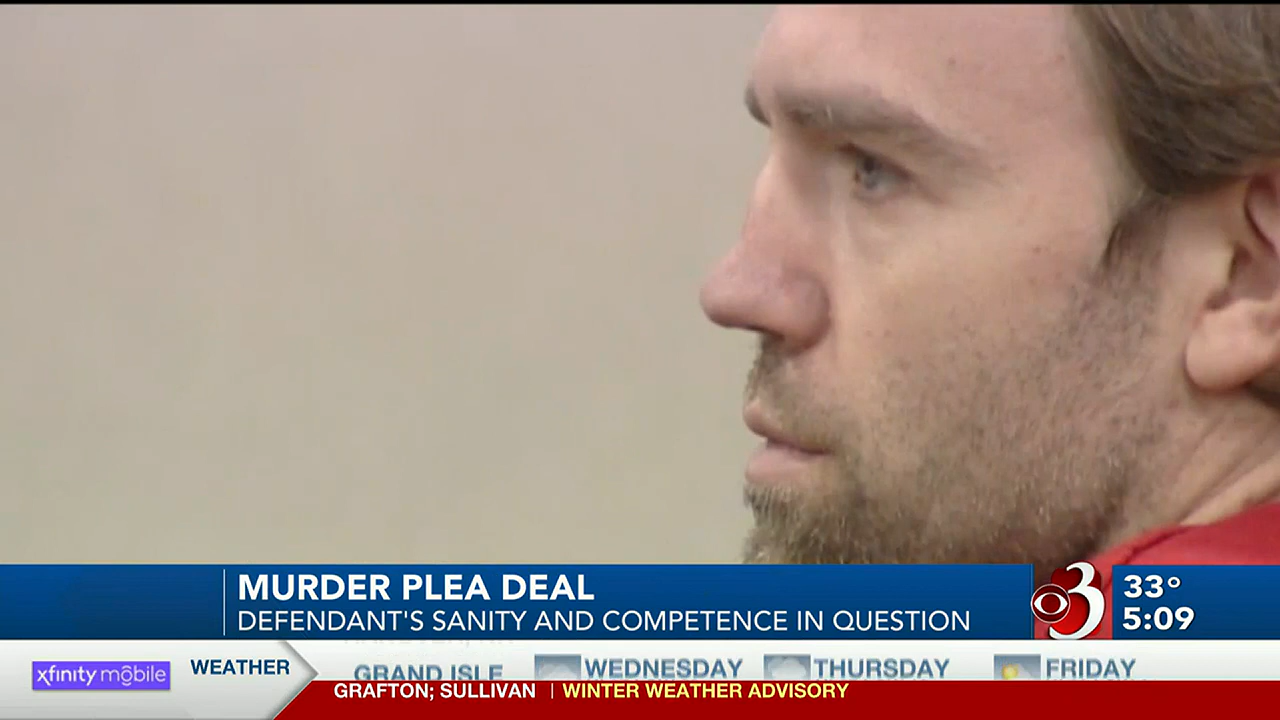 MURDER PLEA DEAL
DEFENDANT'S SANITY AND COMPETENCE IN QUESTION
3
33°
5:09
xfinity mobile
WEATHER
GRAND ISLE
WEDNESDAY
THURSDAY
FRIDAY
GRAFTON; SULLIVAN | WINTER WEATHER ADVISORY